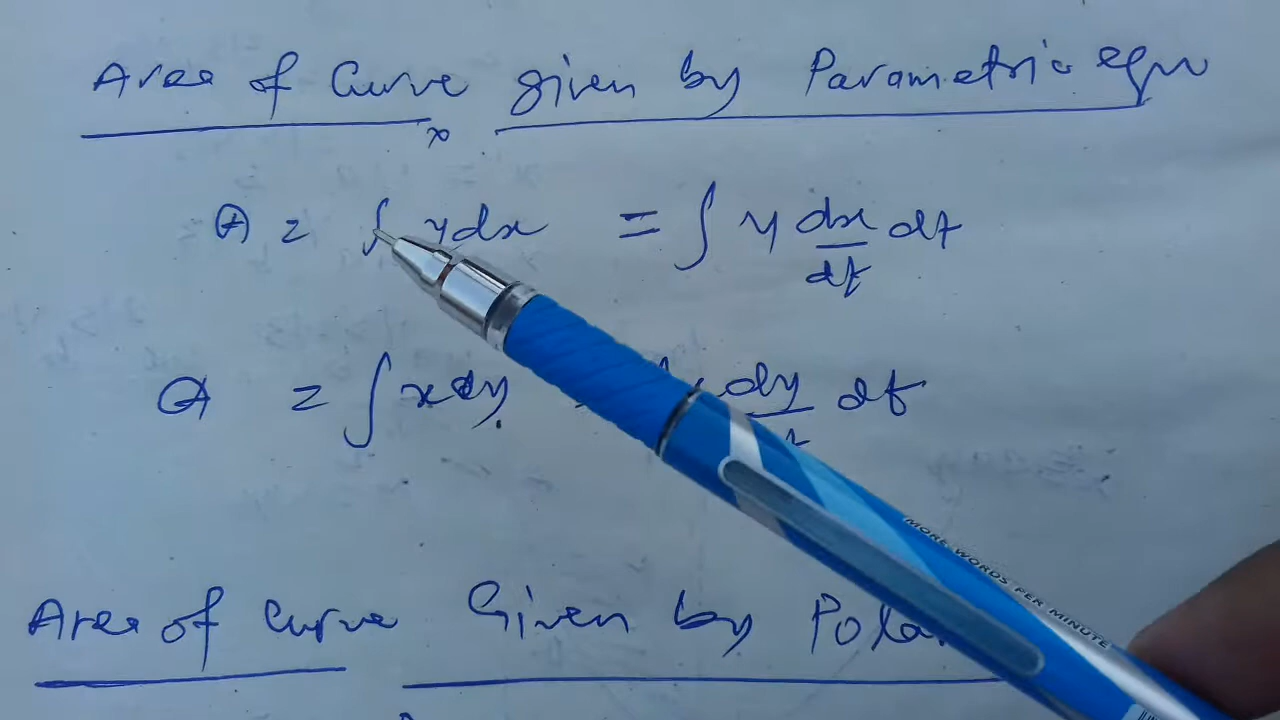 Area of Curve given by Parametric eqn
A = ∫ y dx = ∫ y dx/dt dt
A = ∫ x dy dy dt
Area of Curve Given by
MORE WORDS PER MINUTE